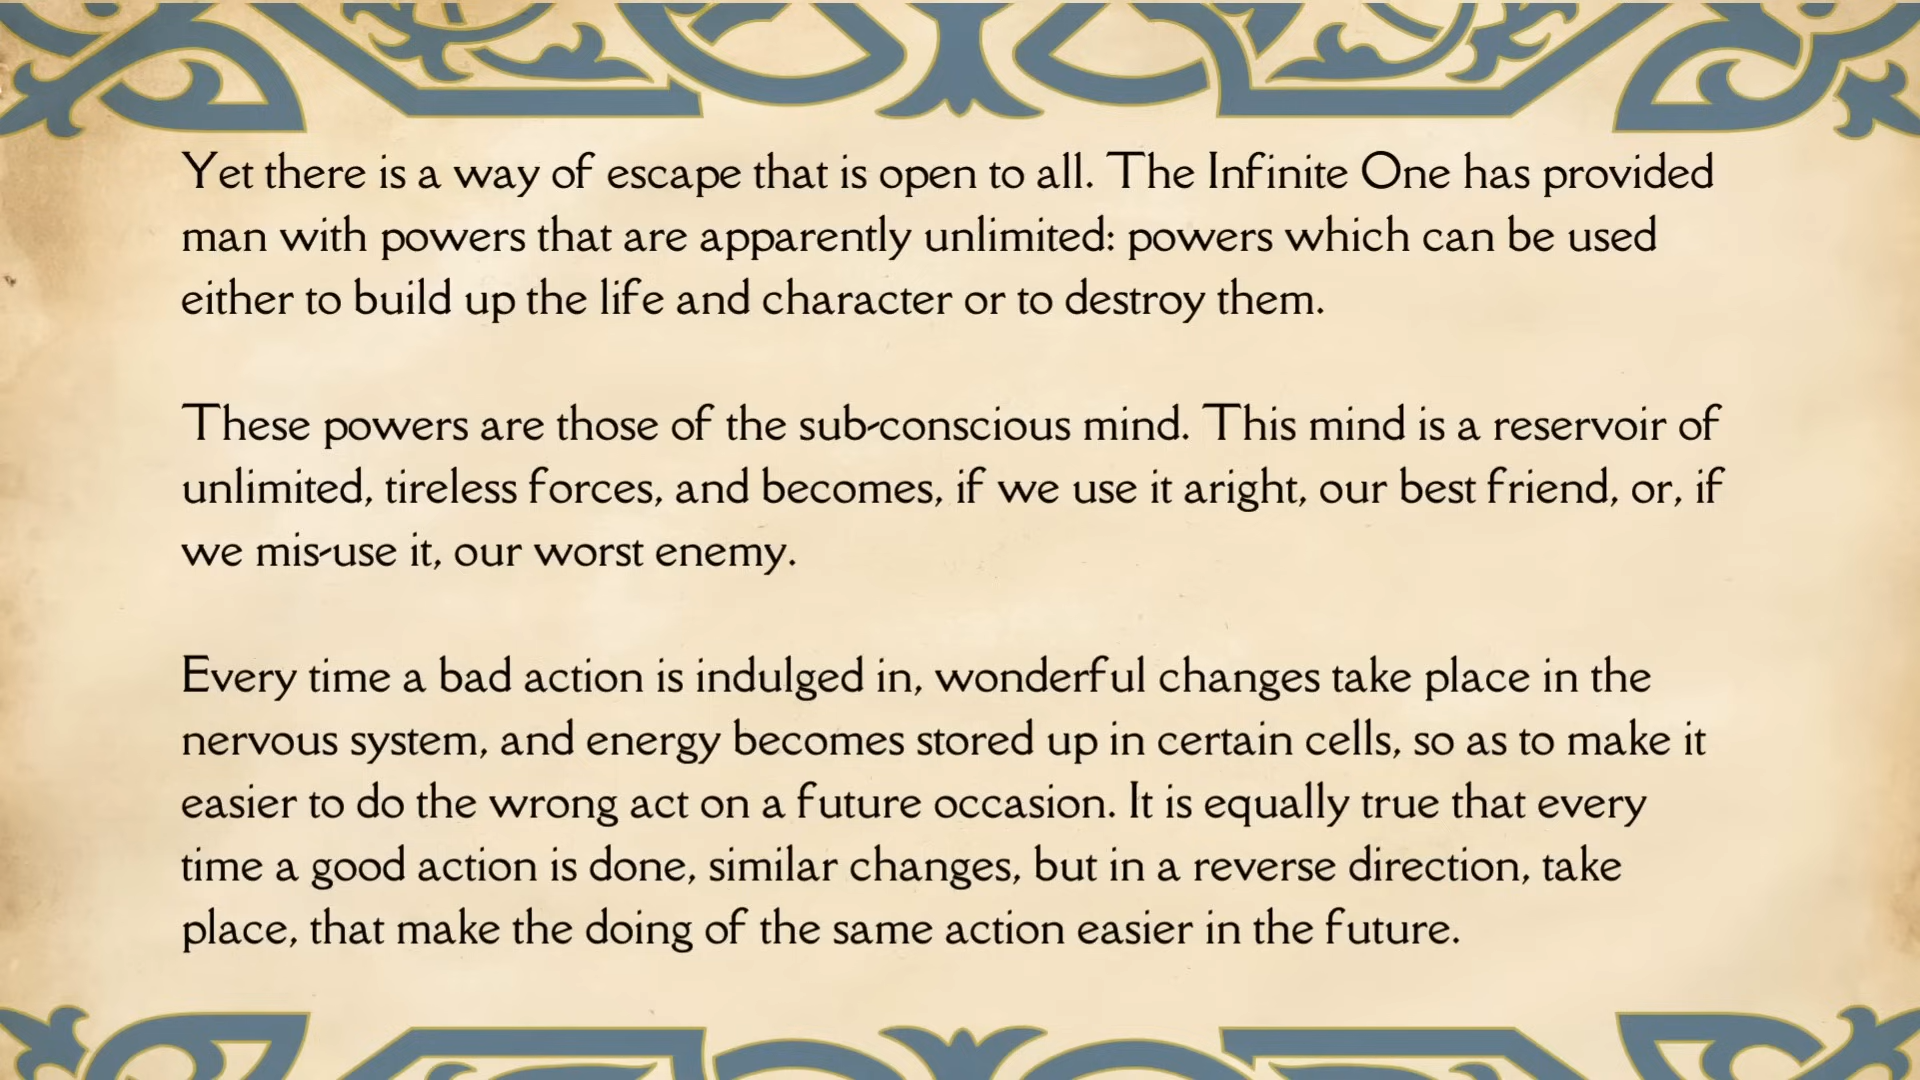 Yet there is a way of escape that is open to all. The Infinite One has provided
man with powers that are apparently unlimited: powers which can be used
either to build up the life and character or to destroy them.
These powers are those of the sub-conscious mind. This mind is a reservoir of
unlimited, tireless forces, and becomes, if we use it aright, our best friend, or, if
we mis-use it, our worst enemy.
Every time a bad action is indulged in, wonderful changes take place in the
nervous system, and energy becomes stored up in certain cells, so as to make it
easier to do the wrong act on a future occasion. It is equally true that every
time a good action is done, similar changes, but in a reverse direction, take
place, that make the doing of the same action easier in the future.